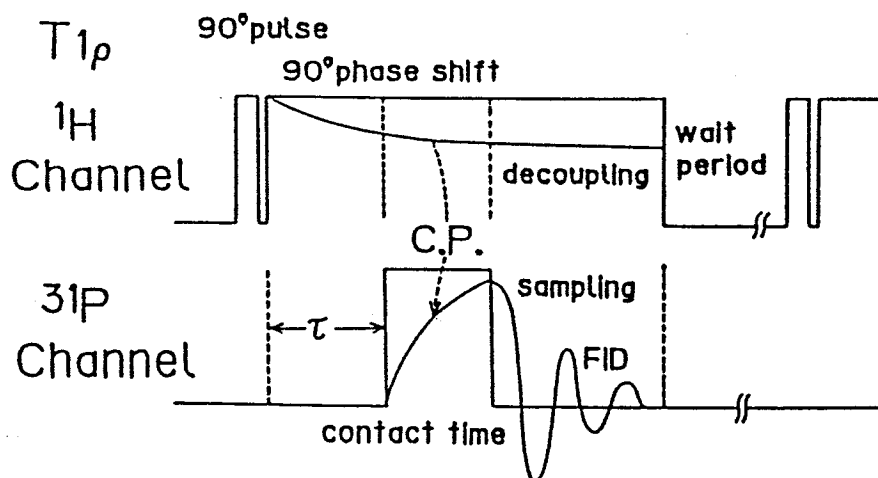 T1ρ
90°pulse
90°phase shift
1H
Channel
wait
period
decoupling
C.P.
31P
Channel
τ
sampling
FID
contact time